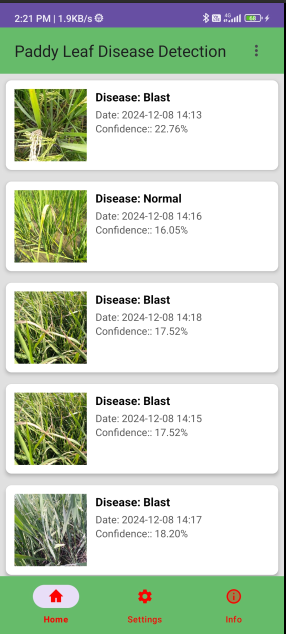 2:21 PM | 1.9KB/s
4G
68
Paddy Leaf Disease Detection
Disease: Blast
Date: 2024-12-08 14:13
Confidence:: 22.76%
Disease: Normal
Date: 2024-12-08 14:16
Confidence:: 16.05%
Disease: Blast
Date: 2024-12-08 14:18
Confidence:: 17.52%
Disease: Blast
Date: 2024-12-08 14:15
Confidence:: 17.52%
Disease: Blast
Date: 2024-12-08 14:17
Confidence:: 18.20%
Home
Settings
Info